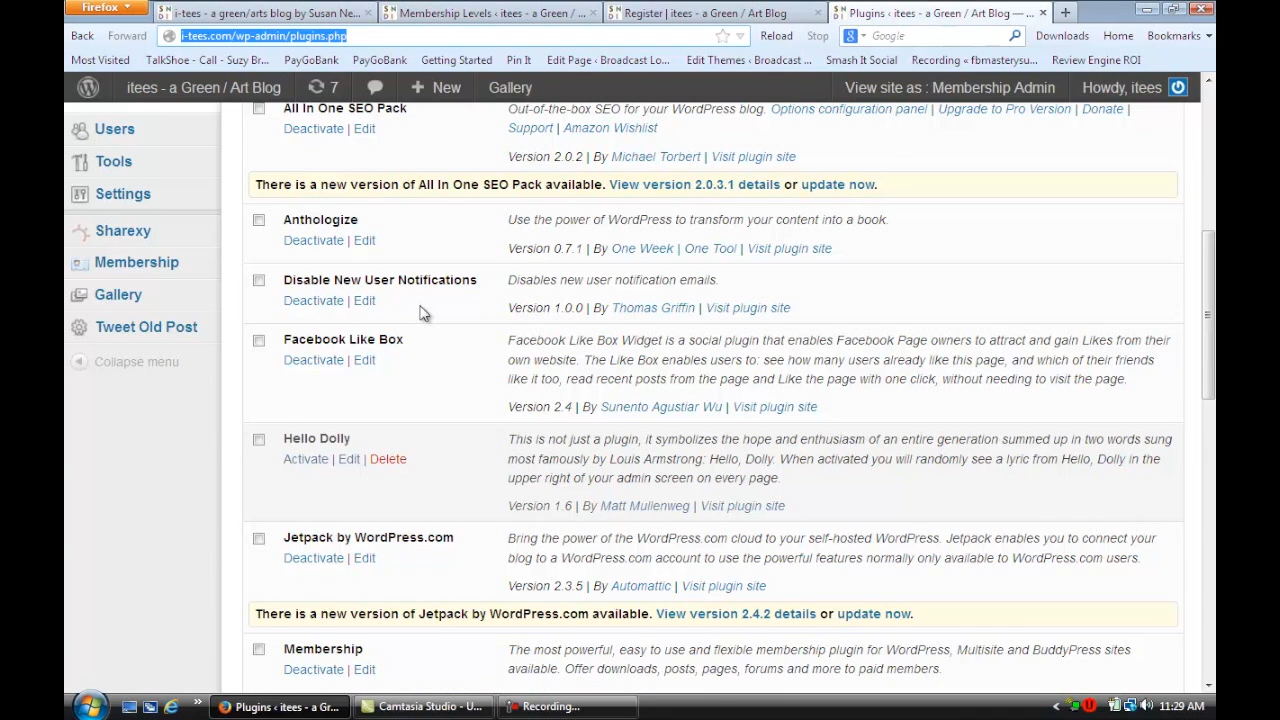 Firefox
i-tees - a green/arts blog by Susan Ne...
Membership Levels ‹ itees - a Green / ...
Register | itees - a Green / Art Blog
Plugins ‹ itees - a Green / Art Blog — ...
Back
Forward
i-tees.com/wp-admin/plugins.php
Google
Reload
Stop
Downloads
Home
Bookmarks
Most Visited
TalkShoe - Call - Suzy Br...
PayGoBank
PayGoBank
Getting Started
Pin It
Edit Page ‹ Broadcast Lo...
Edit Themes ‹ Broadcast ...
Smash It Social
Recording « fbmasterysu...
Review Engine ROI
itees - a Green / Art Blog
7
New
Gallery
View site as : Membership Admin
Howdy, itees
Users
Tools
Settings
Sharexy
Membership
Gallery
Tweet Old Post
Collapse menu
All In One SEO Pack
Deactivate | Edit
Out-of-the-box SEO for your WordPress blog. Options configuration panel | Upgrade to Pro Version | Donate |
Support | Amazon Wishlist
Version 2.0.2 | By Michael Torbert | Visit plugin site
There is a new version of All In One SEO Pack available. View version 2.0.3.1 details or update now.
Anthologize
Deactivate | Edit
Use the power of WordPress to transform your content into a book.
Version 0.7.1 | By One Week | One Tool | Visit plugin site
Disable New User Notifications
Deactivate | Edit
Disables new user notification emails.
Version 1.0.0 | By Thomas Griffin | Visit plugin site
Facebook Like Box
Deactivate | Edit
Facebook Like Box Widget is a social plugin that enables Facebook Page owners to attract and gain Likes from their
own website. The Like Box enables users to: see how many users already like this page, and which of their friends
like it too, read recent posts from the page and Like the page with one click, without needing to visit the page.
Version 2.4 | By Sunento Agustiar Wu | Visit plugin site
Hello Dolly
Activate | Edit | Delete
This is not just a plugin, it symbolizes the hope and enthusiasm of an entire generation summed up in two words sung
most famously by Louis Armstrong: Hello, Dolly. When activated you will randomly see a lyric from Hello, Dolly in the
upper right of your admin screen on every page.
Version 1.6 | By Matt Mullenweg | Visit plugin site
Jetpack by WordPress.com
Deactivate | Edit
Bring the power of the WordPress.com cloud to your self-hosted WordPress. Jetpack enables you to connect your
blog to a WordPress.com account to use the powerful features normally only available to WordPress.com users.
Version 2.3.5 | By Automattic | Visit plugin site
There is a new version of Jetpack by WordPress.com available. View version 2.4.2 details or update now.
Membership
Deactivate | Edit
The most powerful, easy to use and flexible membership plugin for WordPress, Multisite and BuddyPress sites
available. Offer downloads, posts, pages, forums and more to paid members.
Plugins ‹ itees - a Gr...
Camtasia Studio - U...
Recording...
11:29 AM